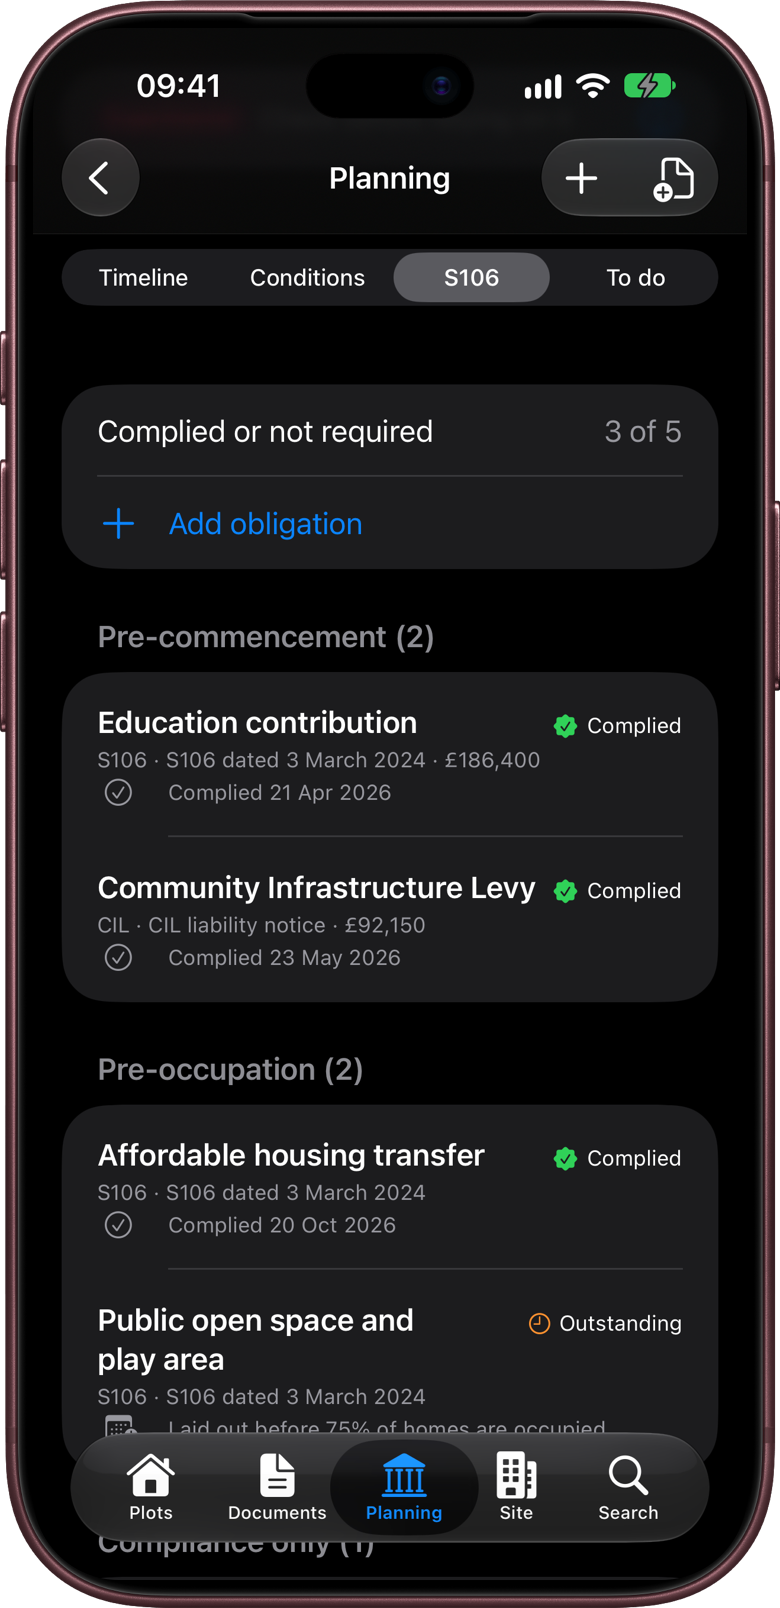 09:41
Planning
Timeline
Conditions
S106
To do
Complied or not required
3 of 5
Add obligation
Pre-commencement (2)
Education contribution
Complied
S106 · S106 dated 3 March 2024 · £186,400
Complied 21 Apr 2026
Community Infrastructure Levy
Complied
CIL · CIL liability notice · £92,150
Complied 23 May 2026
Pre-occupation (2)
Affordable housing transfer
Complied
S106 · S106 dated 3 March 2024
Complied 20 Oct 2026
Public open space and
play area
Outstanding
S106 · S106 dated 3 March 2024
Laid out before 75% of homes are occupied
Plots
Documents
Planning
Site
Search
Compliance only (1)